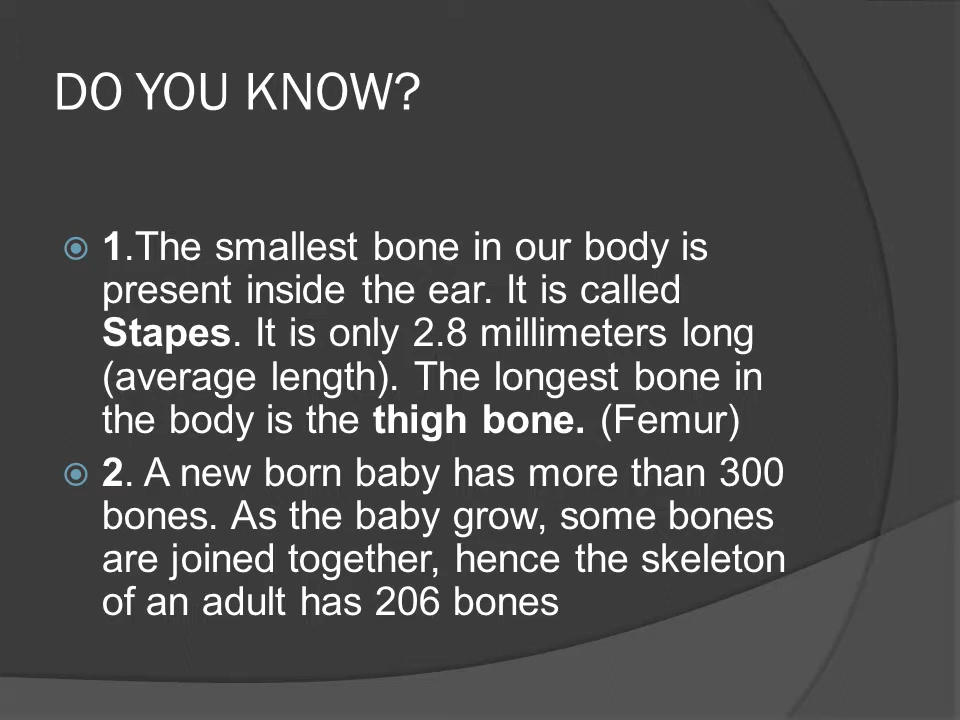 DO YOU KNOW?
1.The smallest bone in our body is
present inside the ear. It is called
Stapes. It is only 2.8 millimeters long
(average length). The longest bone in
the body is the thigh bone. (Femur)
2. A new born baby has more than 300
bones. As the baby grow, some bones
are joined together, hence the skeleton
of an adult has 206 bones